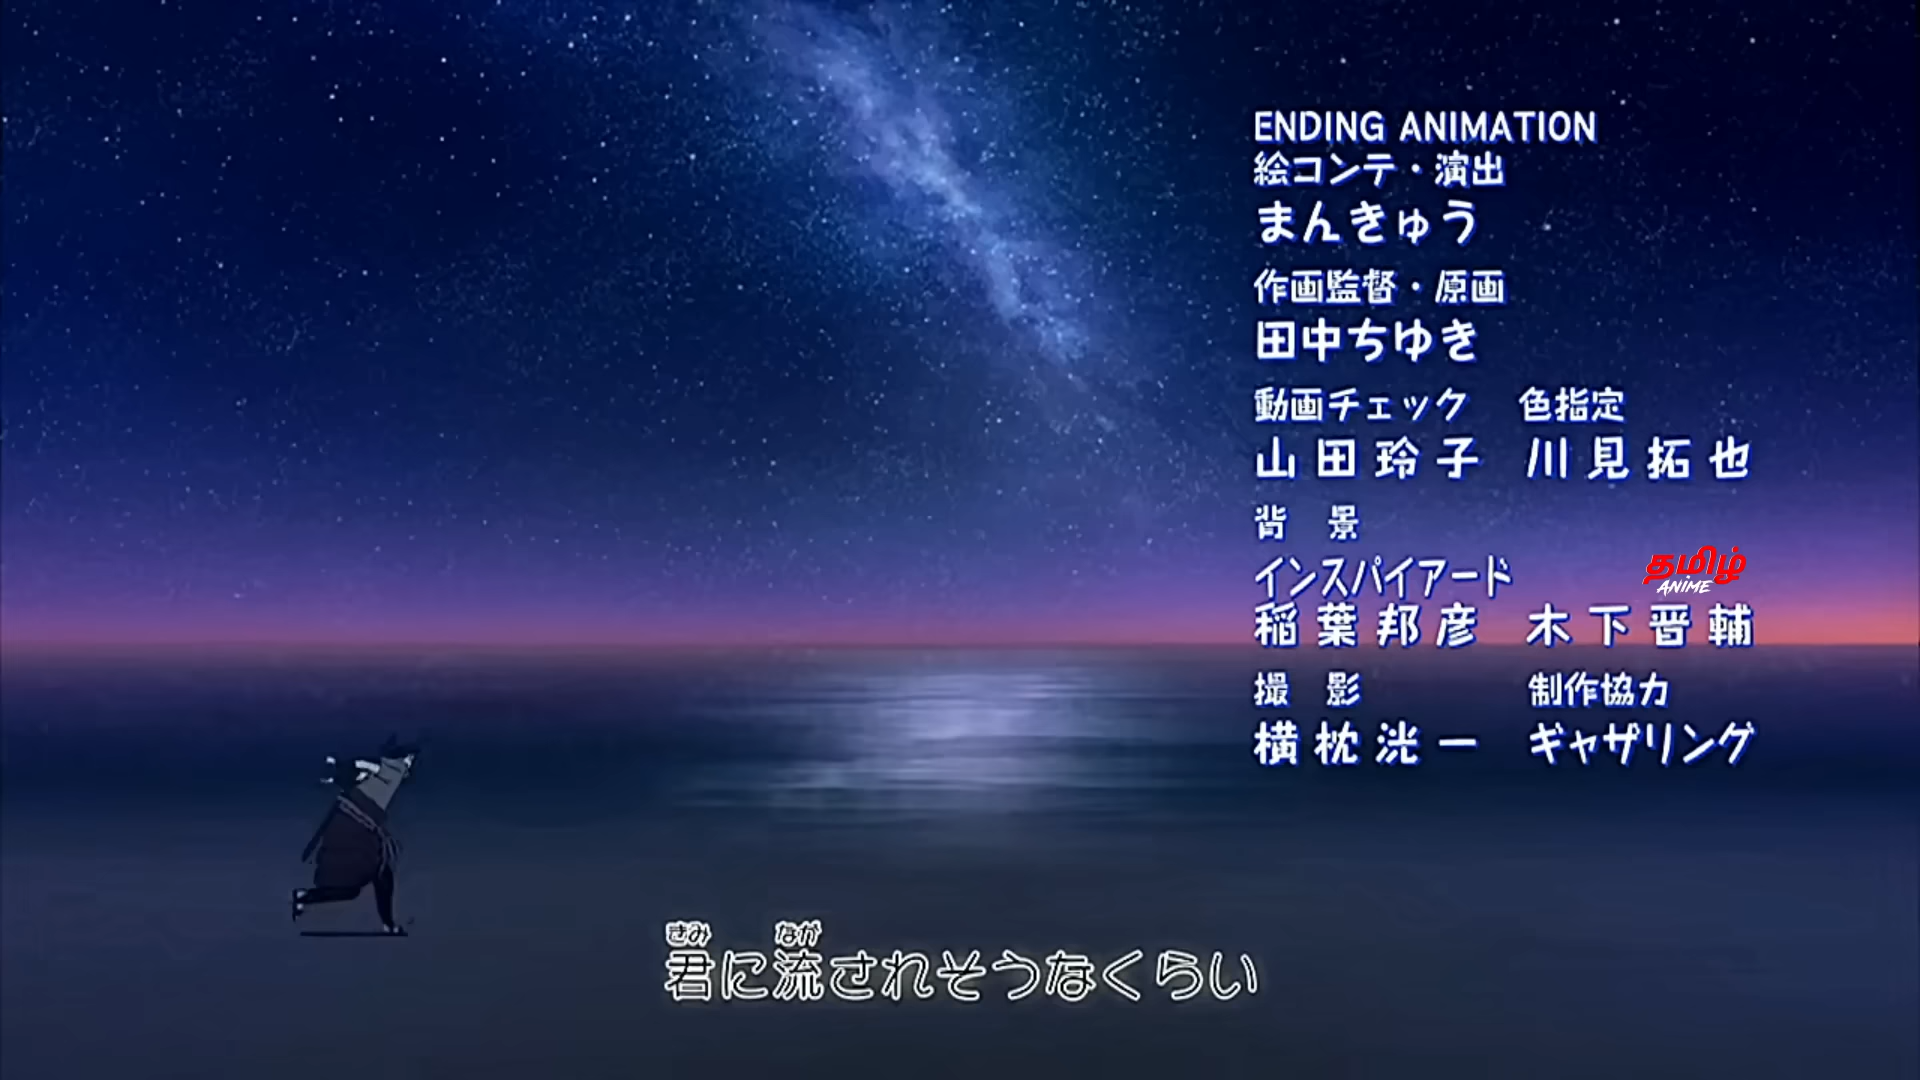 ENDING ANIMATION
絵コンテ・演出
まんきゅう
作画監督・原画
田中ちゆき
動画チェック 色指定
山田玲子 川見拓也
背 景
インスパイアード
தமிழ்
ANIME
稲葉邦彦 木下晋輔
撮 影 制作協力
横枕洸一 ギャザリング
きみ なが
君に流されそうなくらい